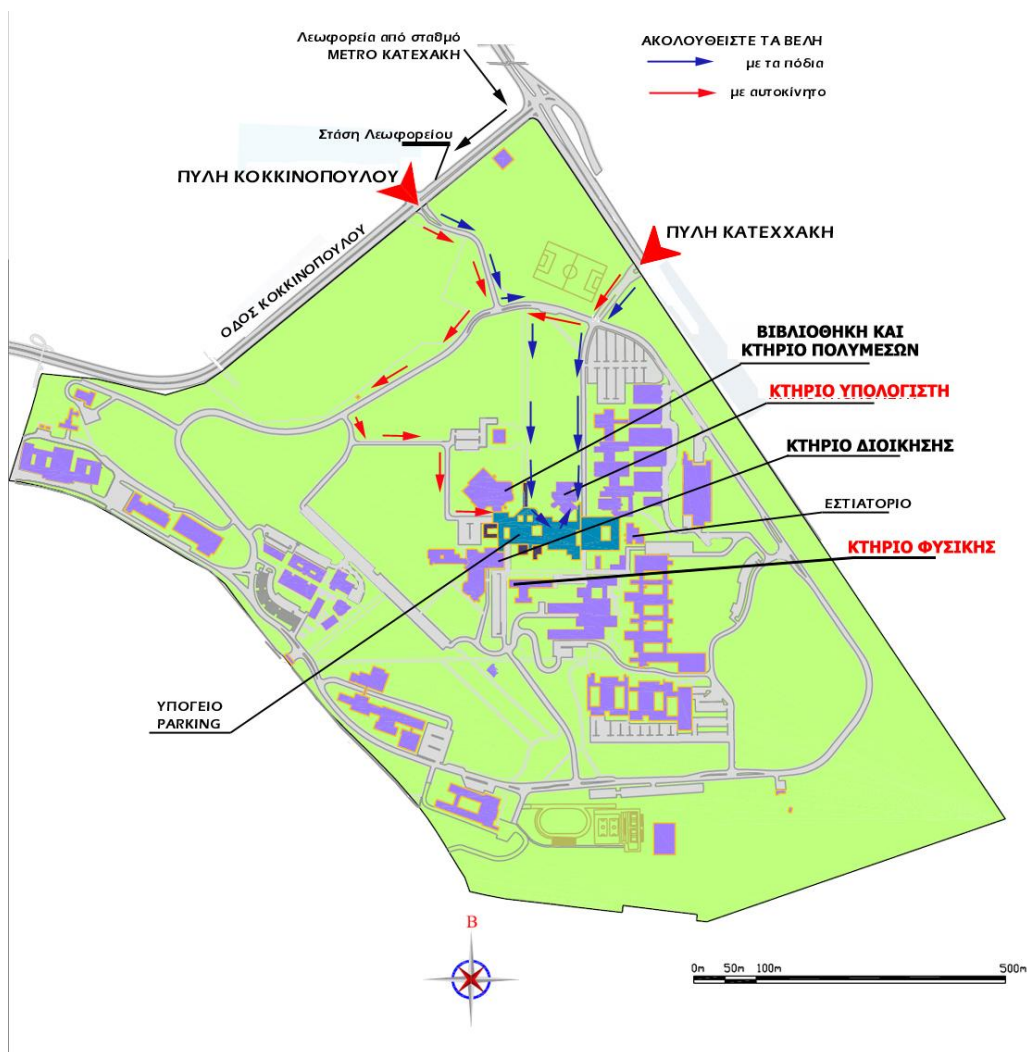 Λεωφορεία από σταθμό
METRO ΚΑΤΕΧΑΚΗ
ΑΚΟΛΟΥΘΕΙΣΤΕ ΤΑ ΒΕΛΗ
με τα πόδια
με αυτοκίνητο
Στάση Λεωφορείου
ΠΥΛΗ ΚΟΚΚΙΝΟΠΟΥΛΟΥ
ΠΥΛΗ ΚΑΤΕΧΧΑΚΗ
ΟΔΟΣ ΚΟΚΚΙΝΟΠΟΥΛΟΥ
ΒΙΒΛΙΟΘΗΚΗ ΚΑΙ
ΚΤΗΡΙΟ ΠΟΛΥΜΕΣΩΝ
ΚΤΗΡΙΟ ΥΠΟΛΟΓΙΣΤΗ
ΚΤΗΡΙΟ ΔΙΟΙΚΗΣΗΣ
ΕΣΤΙΑΤΟΡΙΟ
ΚΤΗΡΙΟ ΦΥΣΙΚΗΣ
ΥΠΟΓΕΙΟ
PARKING
Β
0m 50m 100m 500m